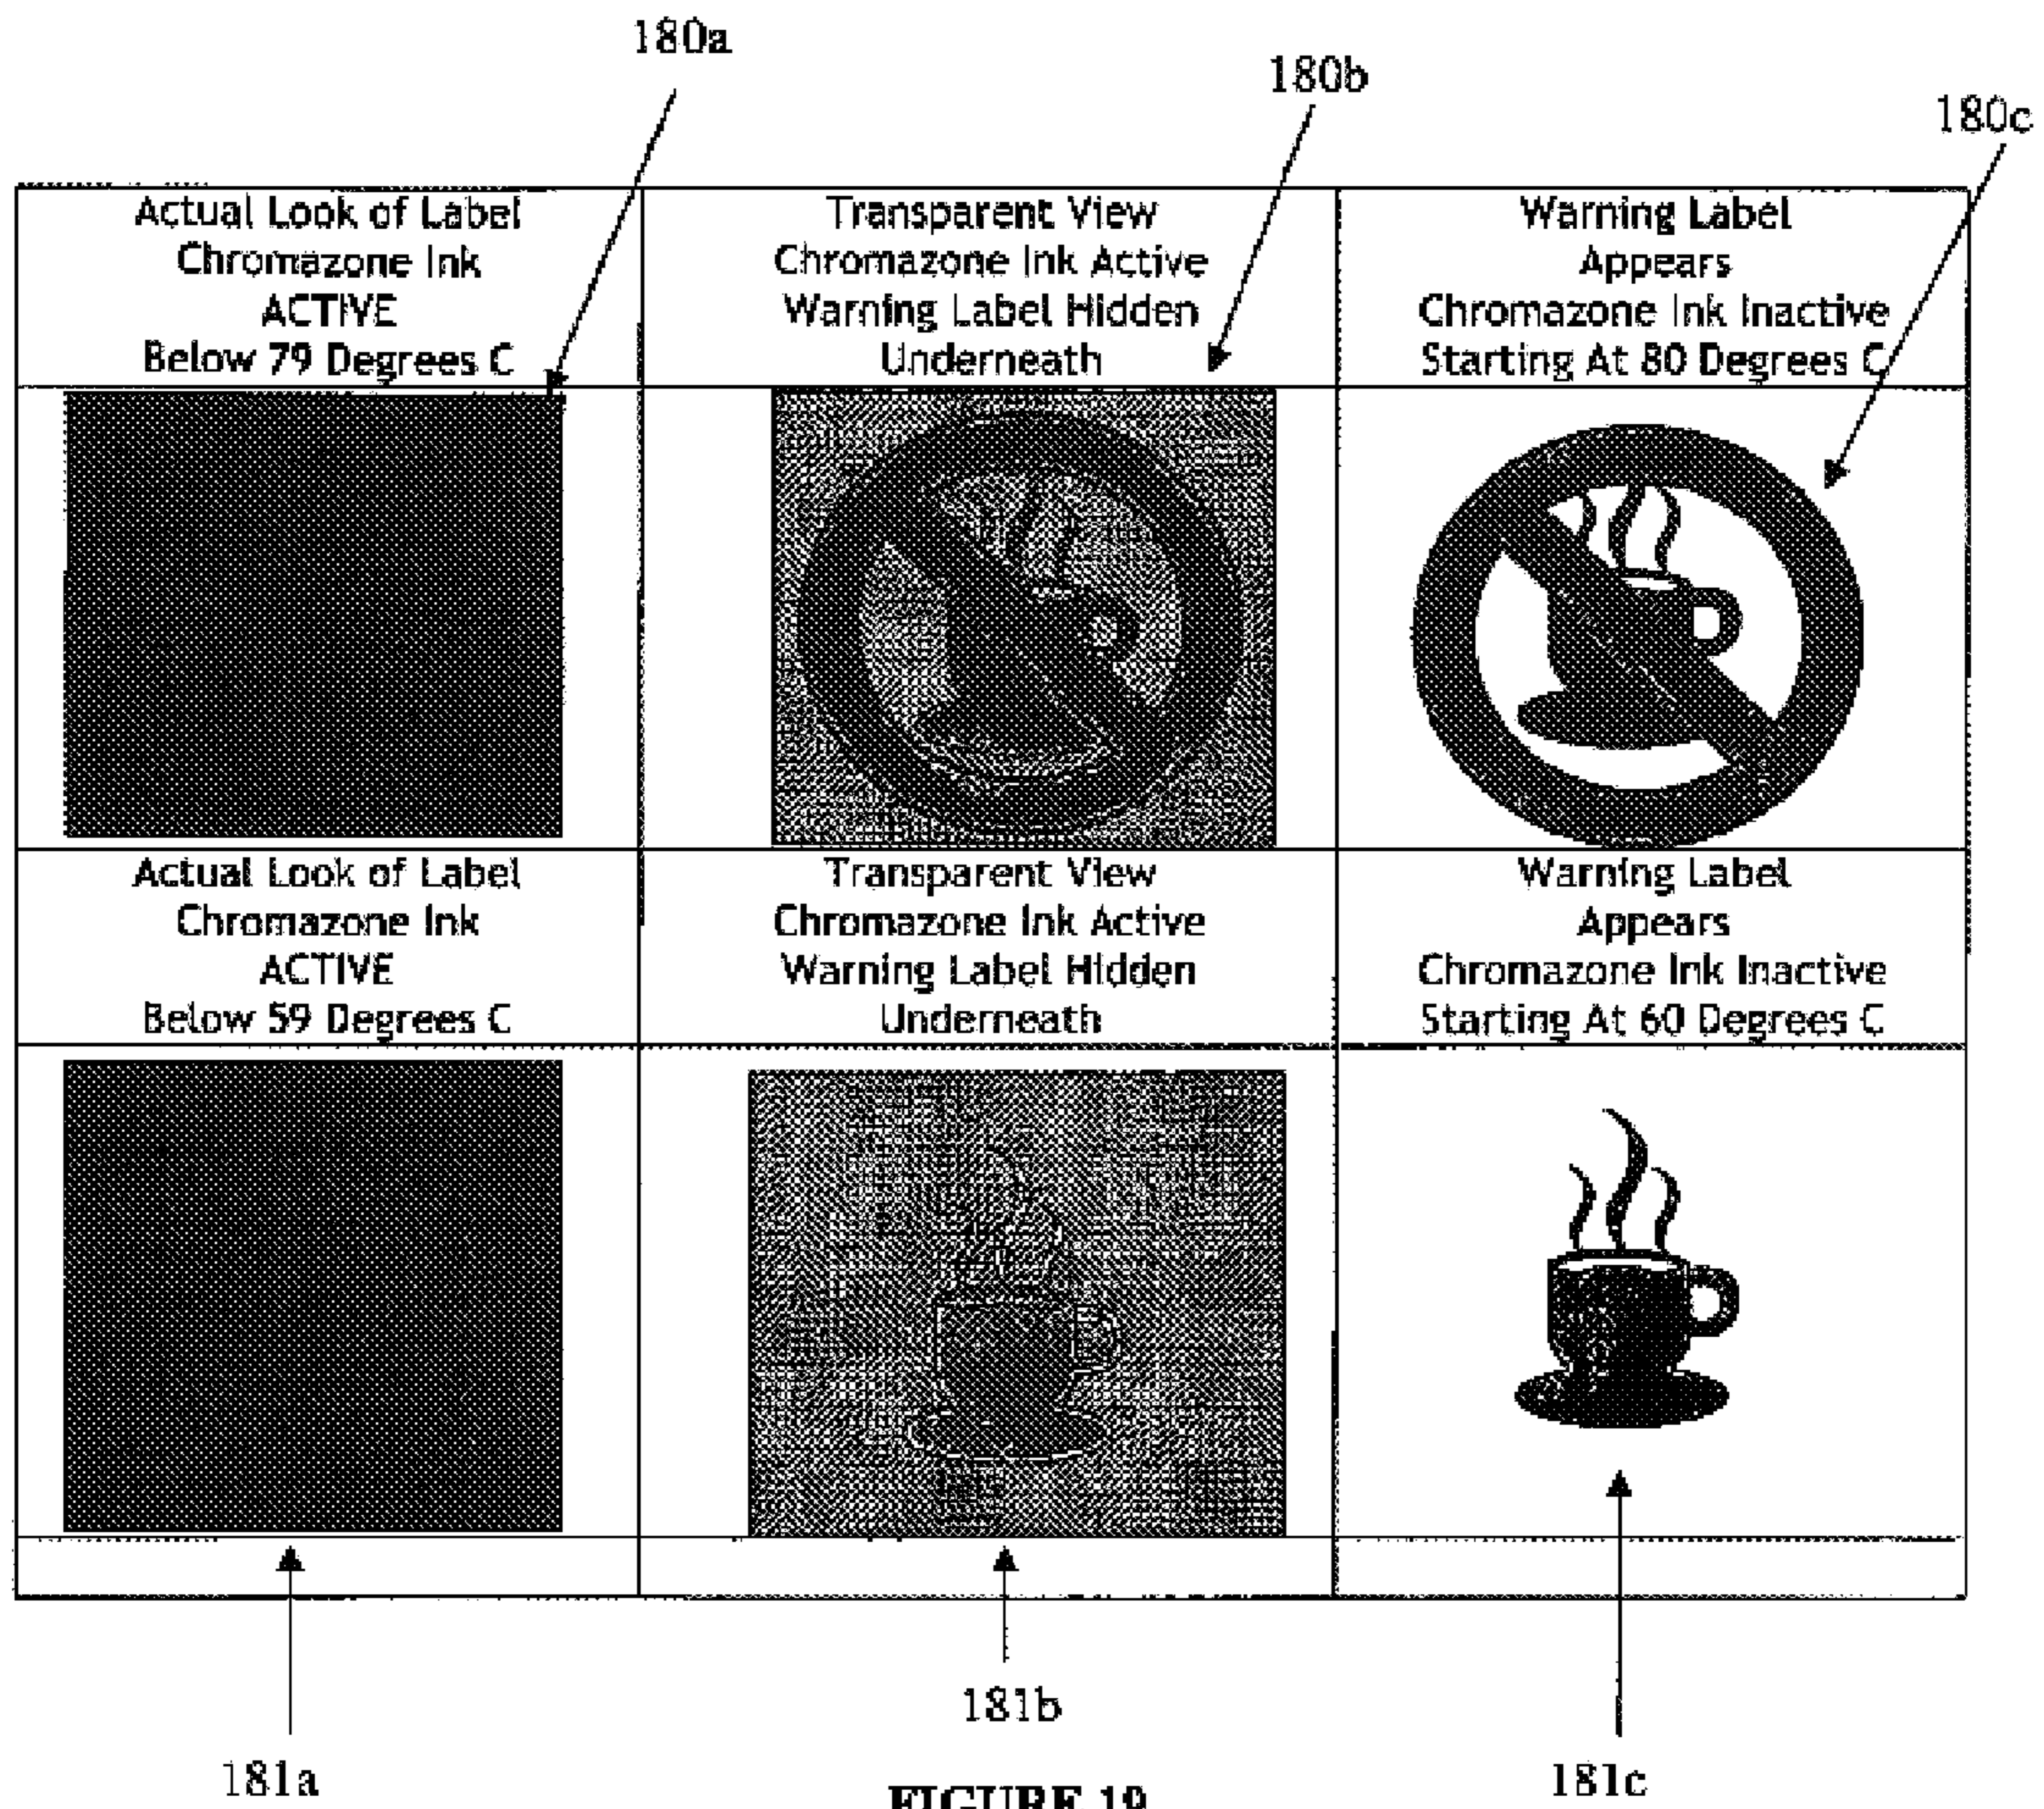 180a
180b
180c
Actual Look of Label
Chromazone Ink
ACTIVE
Below 79 Degrees C
Transparent View
Chromazone Ink Active
Warning Label Hidden
Underneath
Warning Label
Appears
Chromazone Ink Inactive
Starting At 80 Degrees C
Actual Look of Label
Chromazone Ink
ACTIVE
Below 59 Degrees C
Transparent View
Chromazone Ink Active
Warning Label Hidden
Underneath
Warning Label
Appears
Chromazone Ink Inactive
Starting At 60 Degrees C
181a
181b
181c
FIGURE 19